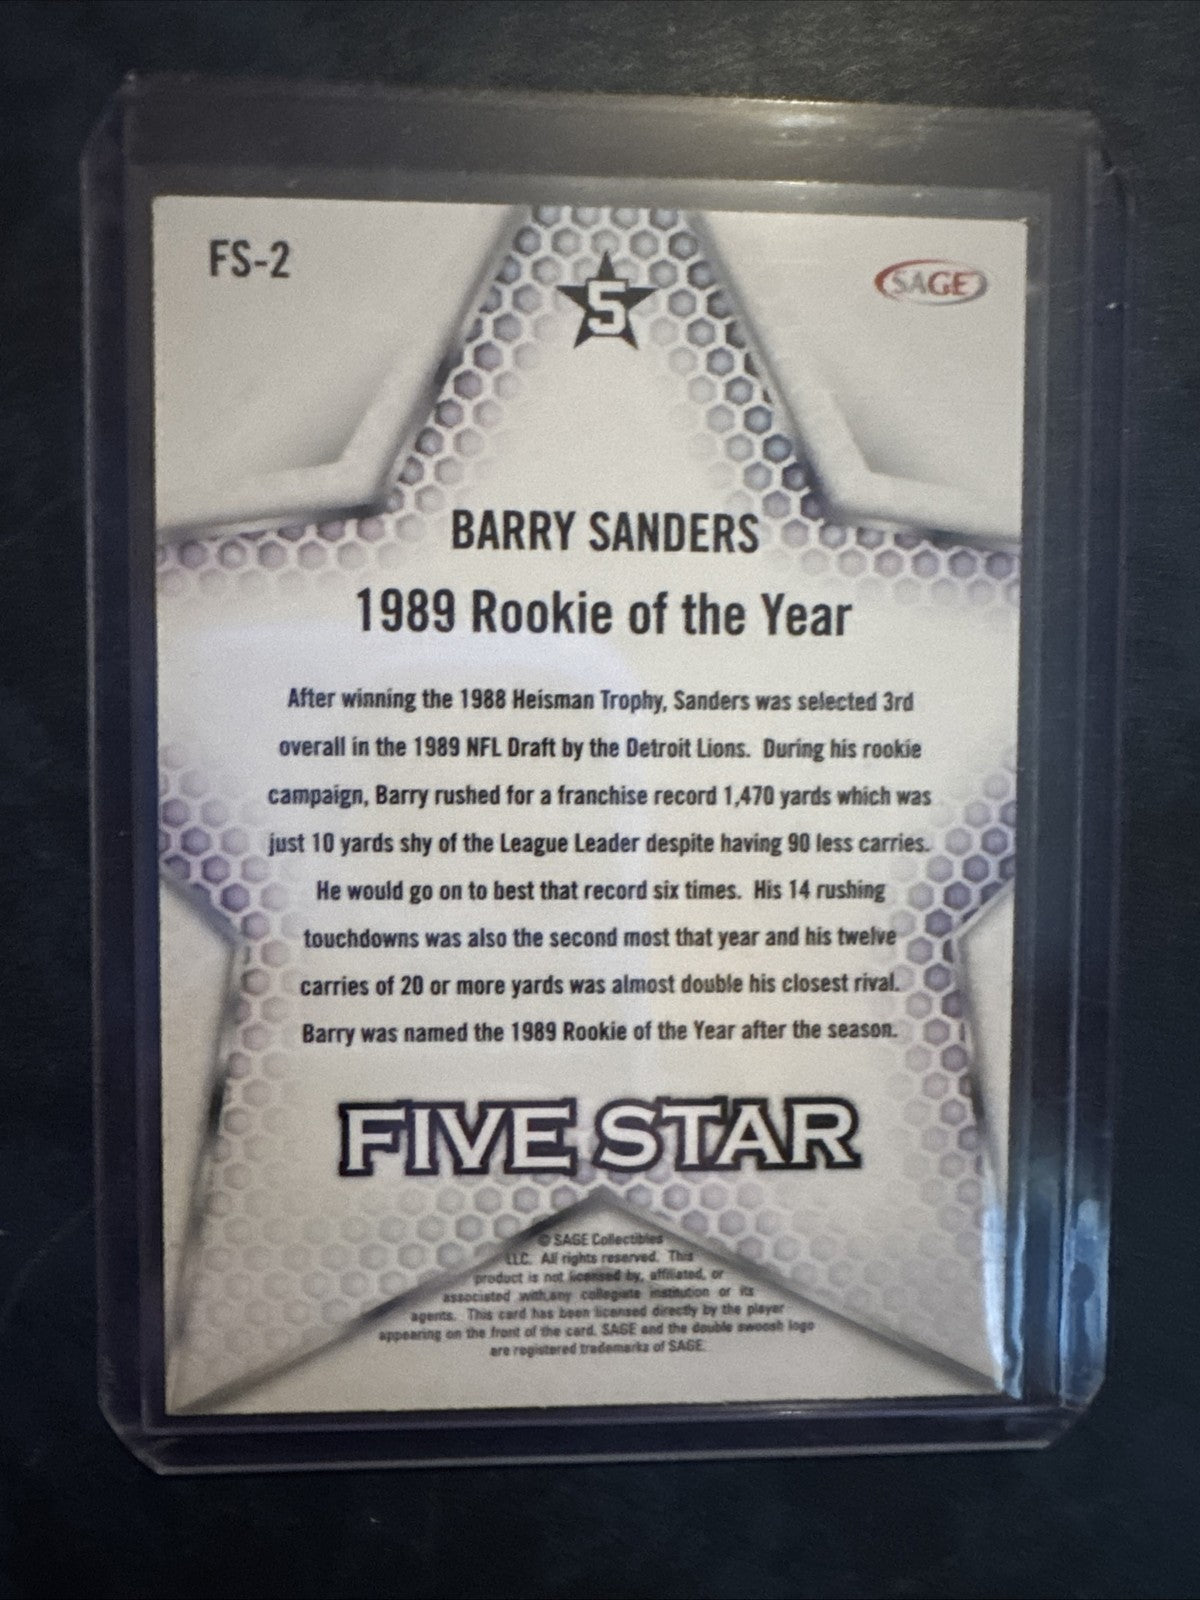 FS-2
SAGE
5
BARRY SANDERS
1989 Rookie of the Year
After winning the 1988 Heisman Trophy, Sanders was selected 3rd
overall in the 1989 NFL Draft by the Detroit Lions. During his rookie
campaign, Barry rushed for a franchise record 1,470 yards which was
just 10 yards shy of the League Leader despite having 90 less carries.
He would go on to best that record six times. His 14 rushing
touchdowns was also the second most that year and his twelve
carries of 20 or more yards was almost double his closest rival.
Barry was named the 1989 Rookie of the Year after the season.
FIVE STAR
© SAGE Collectibles
LLC. All rights reserved. This
product is not licensed by, affiliated, or
associated with,any collegiate institution or its
agents. This card has been licensed directly by the player
appearing on the front of the card. SAGE and the double swoosh logo
are registered trademarks of SAGE.